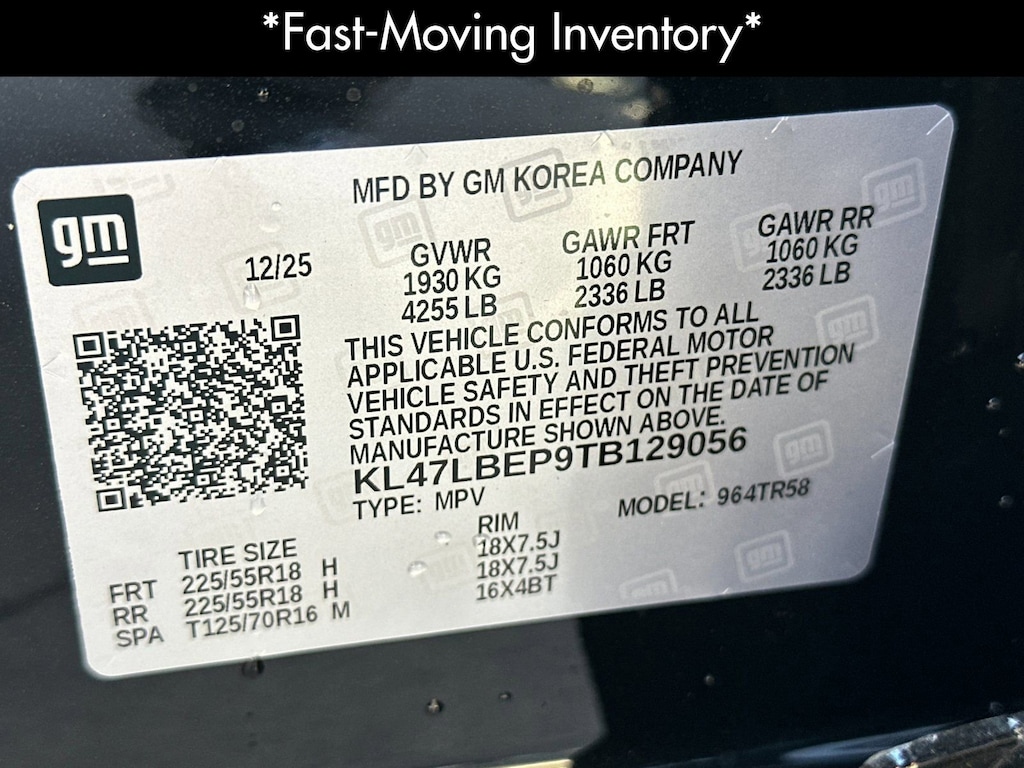 *Fast-Moving Inventory*
MFD BY GM KOREA COMPANY
gm
12/25
GVWR
1930 KG
4255 LB
GAWR FRT
1060 KG
2336 LB
GAWR RR
1060 KG
2336 LB
THIS VEHICLE CONFORMS TO ALL
APPLICABLE U.S. FEDERAL MOTOR
VEHICLE SAFETY AND THEFT PREVENTION
STANDARDS IN EFFECT ON THE DATE OF
MANUFACTURE SHOWN ABOVE.
KL47LBEP9TB129056
TYPE: MPV
MODEL: 964TR58
TIRE SIZE RIM
FRT 225/55R18 H 18X7.5J
RR 225/55R18 H 18X7.5J
SPA T125/70R16 M 16X4BT